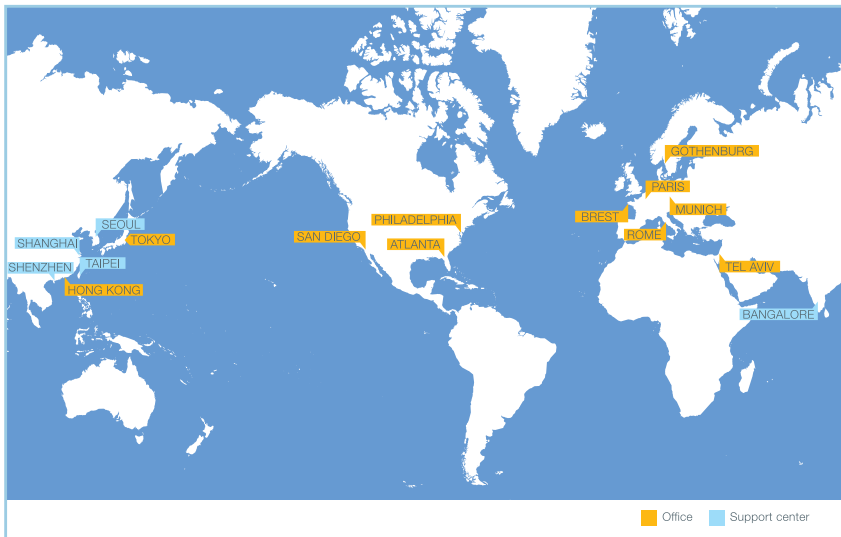 GOTHENBURG
PARIS
MUNICH
BREST
PHILADELPHIA
SEOUL
ROME
SAN DIEGO
TOKYO
SHANGHAI
ATLANTA
TAIPEI
SHENZHEN
TEL AVIV
HONG KONG
BANGALORE
Office
Support center